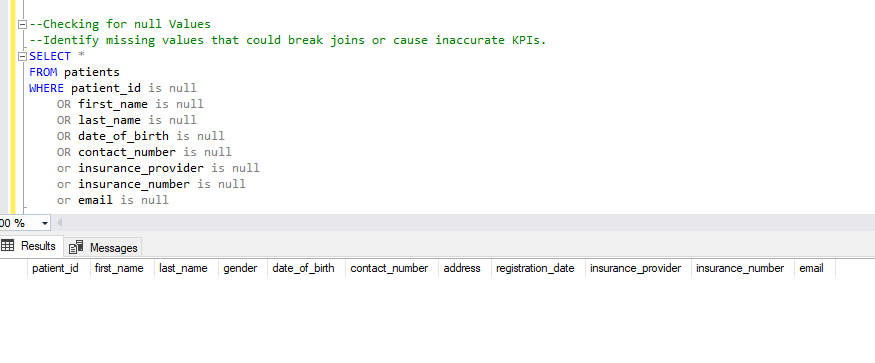 --Checking for null Values
--Identify missing values that could break joins or cause inaccurate KPIs.
SELECT *
FROM patients
WHERE patient_id is null
OR first_name is null
OR last_name is null
OR date_of_birth is null
OR contact_number is null
or insurance_provider is null
or insurance_number is null
or email is null
00 %
Results Messages
patient_id first_name last_name gender date_of_birth contact_number address registration_date insurance_provider insurance_number email